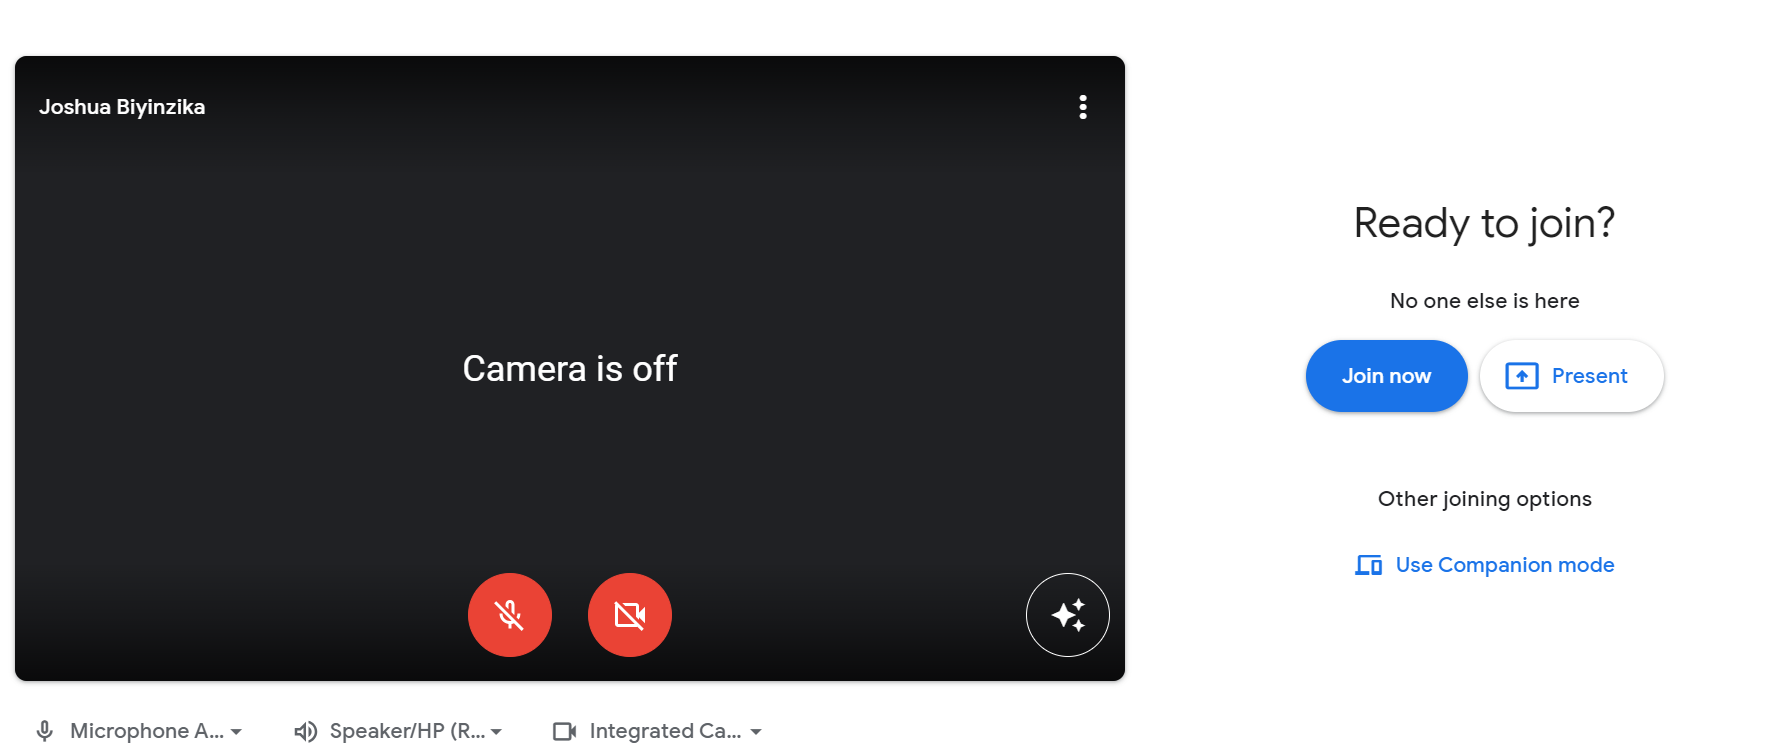 Joshua Biyinzika
Camera is off
Microphone A...
Speaker/HP (R...
Integrated Ca...
Ready to join?
No one else is here
Join now
Present
Other joining options
Use Companion mode